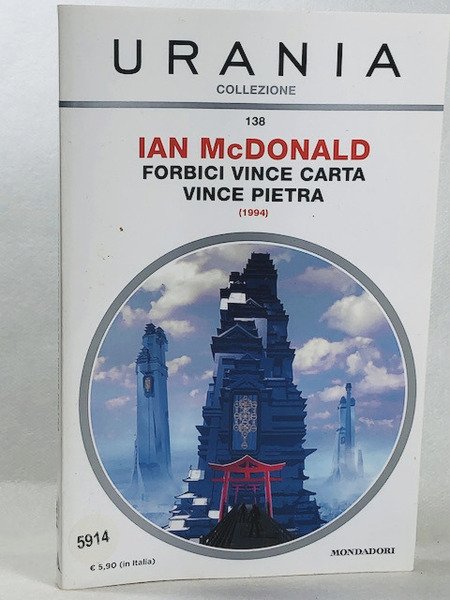 URANIA
COLLEZIONE
138
IAN McDONALD
FORBICI VINCE CARTA
VINCE PIETRA
(1994)
5914
€ 5,90 (in Italia)
MONDADORI